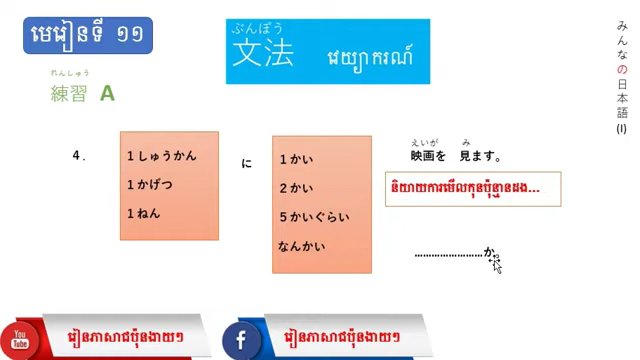 មេរៀនទី ១១
ぶんぽう
文法 វេយ្យាករណ៍
れんしゅう
練習 A
4.
1しゅうかん
1かげつ
1ねん
に
1かい
2かい
5かいぐらい
なんかい
えいが み
映画を 見ます。
និយាយការមើលកុនប៉ុន្មានដង...
........................か。
みんなの日本語(I)
You Tube
រៀនភាសាជប៉ុនងាយៗ
f
រៀនភាសាជប៉ុនងាយៗ